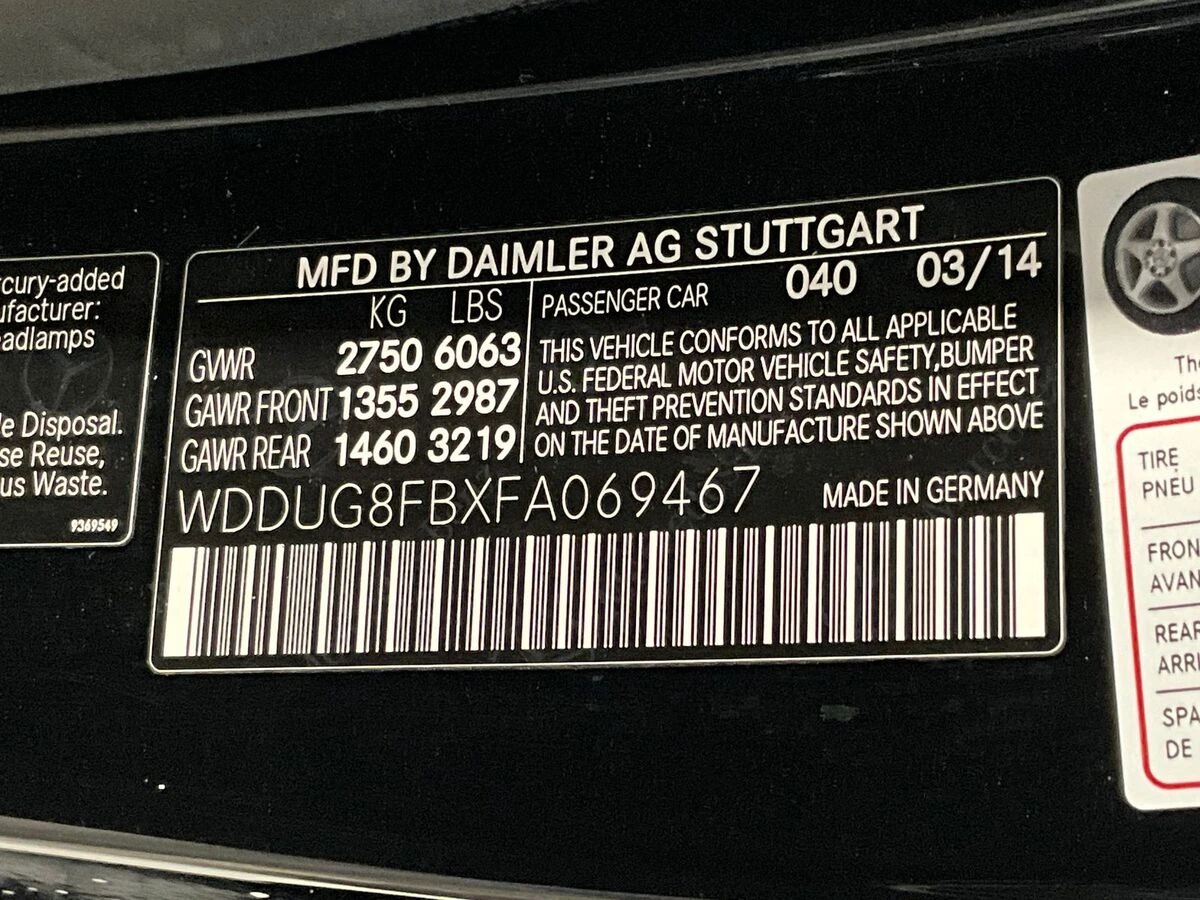 rcury-added
ufacturer:
eadlamps
le Disposal.
se Reuse,
us Waste.
9369549
MFD BY DAIMLER AG STUTTGART
KG LBS
GVWR 2750 6063
GAWR FRONT 1355 2987
GAWR REAR 1460 3219
PASSENGER CAR 040 03/14
THIS VEHICLE CONFORMS TO ALL APPLICABLE
U.S. FEDERAL MOTOR VEHICLE SAFETY,BUMPER
AND THEFT PREVENTION STANDARDS IN EFFECT
ON THE DATE OF MANUFACTURE SHOWN ABOVE
WDDUG8FBXFA069467 MADE IN GERMANY
Th
Le poids
TIRE
PNEU
FRON
AVAN
REAR
ARRI
SPA
DE